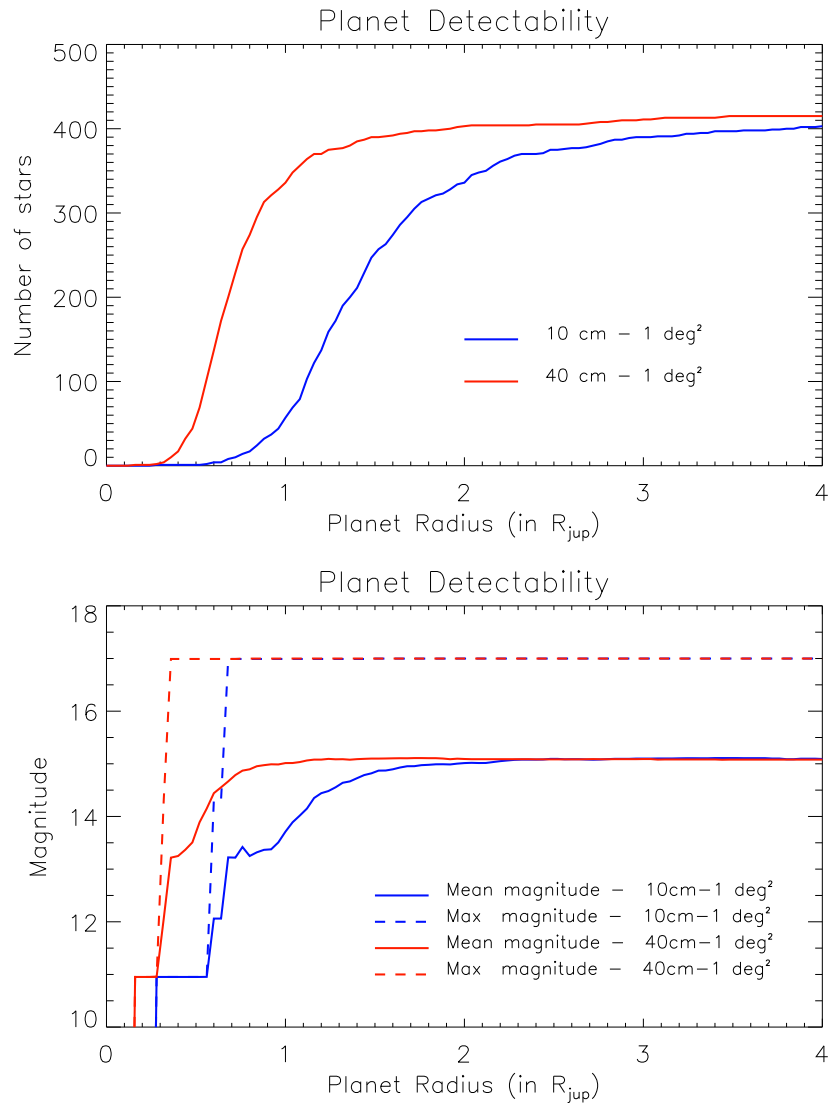 Planet Detectability
500
400
300
200
100
0
Number of stars
10 cm – 1 deg²
40 cm – 1 deg²
0 1 2 3 4
Planet Radius (in R_jup)
Planet Detectability
18
16
14
12
10
Magnitude
Mean magnitude – 10cm–1 deg²
Max magnitude – 10cm–1 deg²
Mean magnitude – 40cm–1 deg²
Max magnitude – 40cm–1 deg²
0 1 2 3 4
Planet Radius (in R_jup)